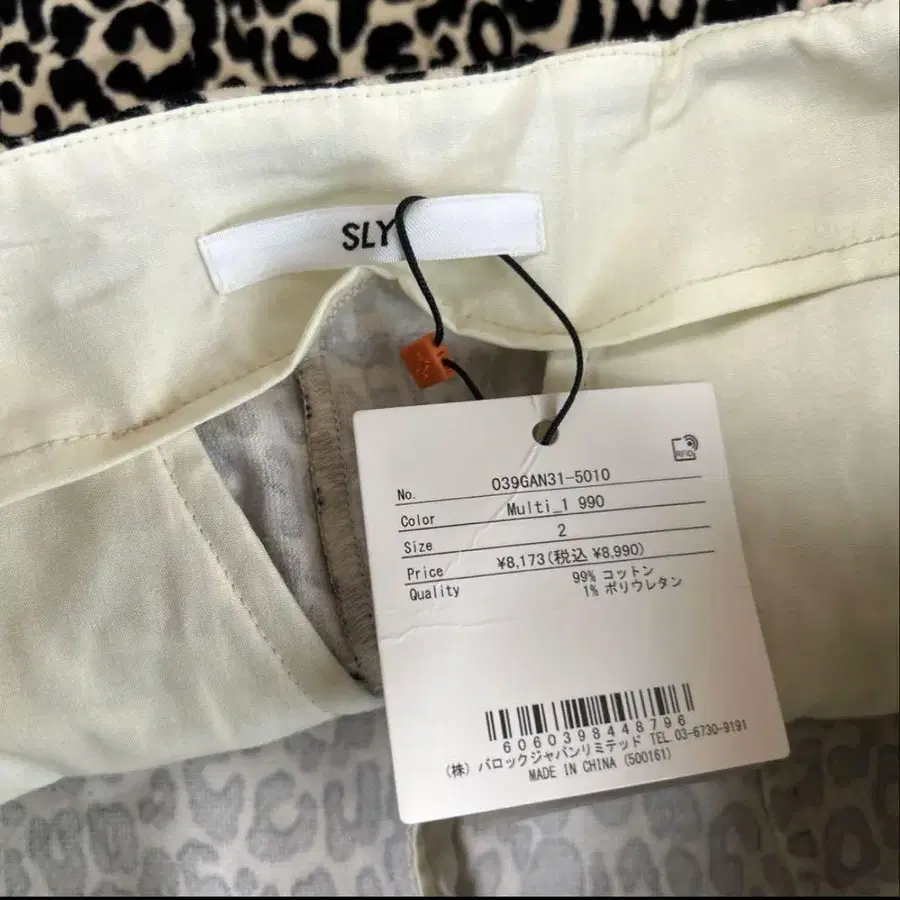 SLY
RFID
No. 039GAN31-5010
Color Multi_1 990
Size 2
Price ¥8,173(税込 ¥8,990)
Quality 99% コットン
1% ポリウレタン
6060398448796
(株) バロックジャパンリミテッド TEL 03-6730-9191
MADE IN CHINA (500161)